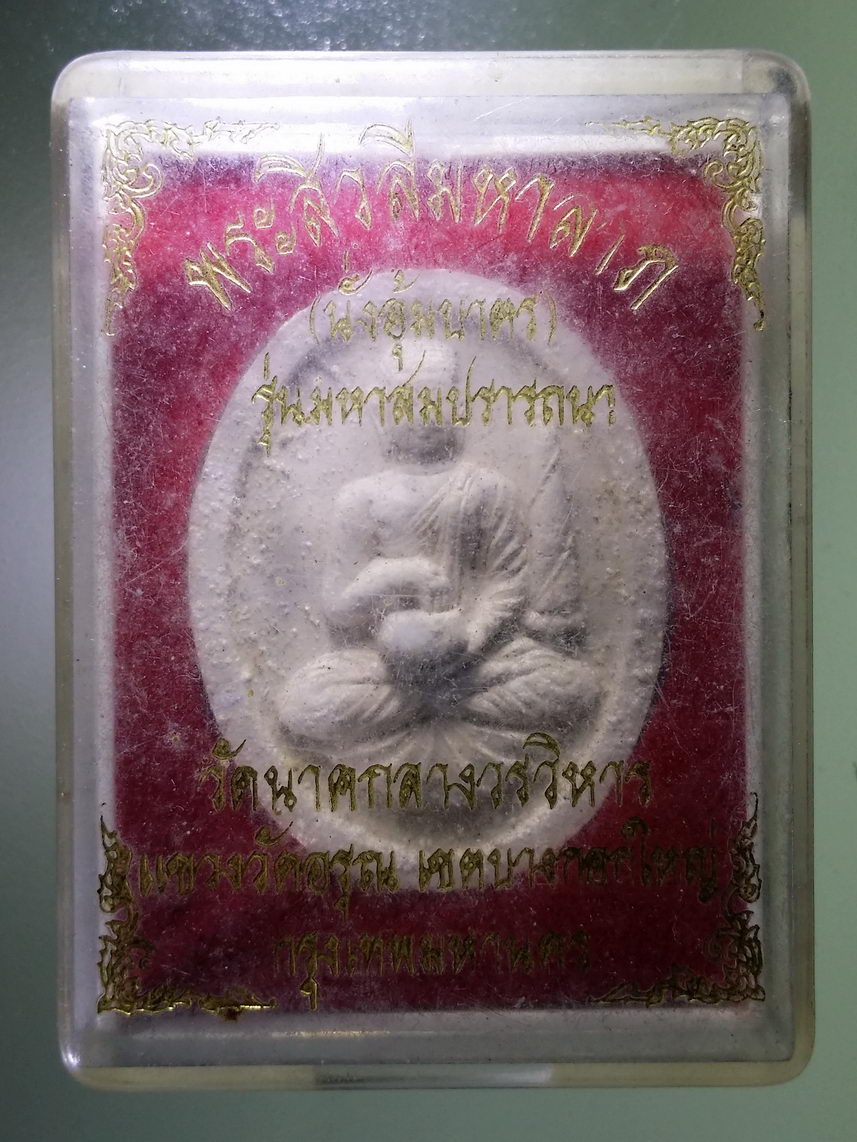 พระสิวลีมหาลาภ
(นั่งอุ้มบาตร)
รุ่นมหาสมปรารถนา
วัดนาคกลางวรวิหาร
แขวงวัดอรุณ เขตบางกอกใหญ่
กรุงเทพมหานคร